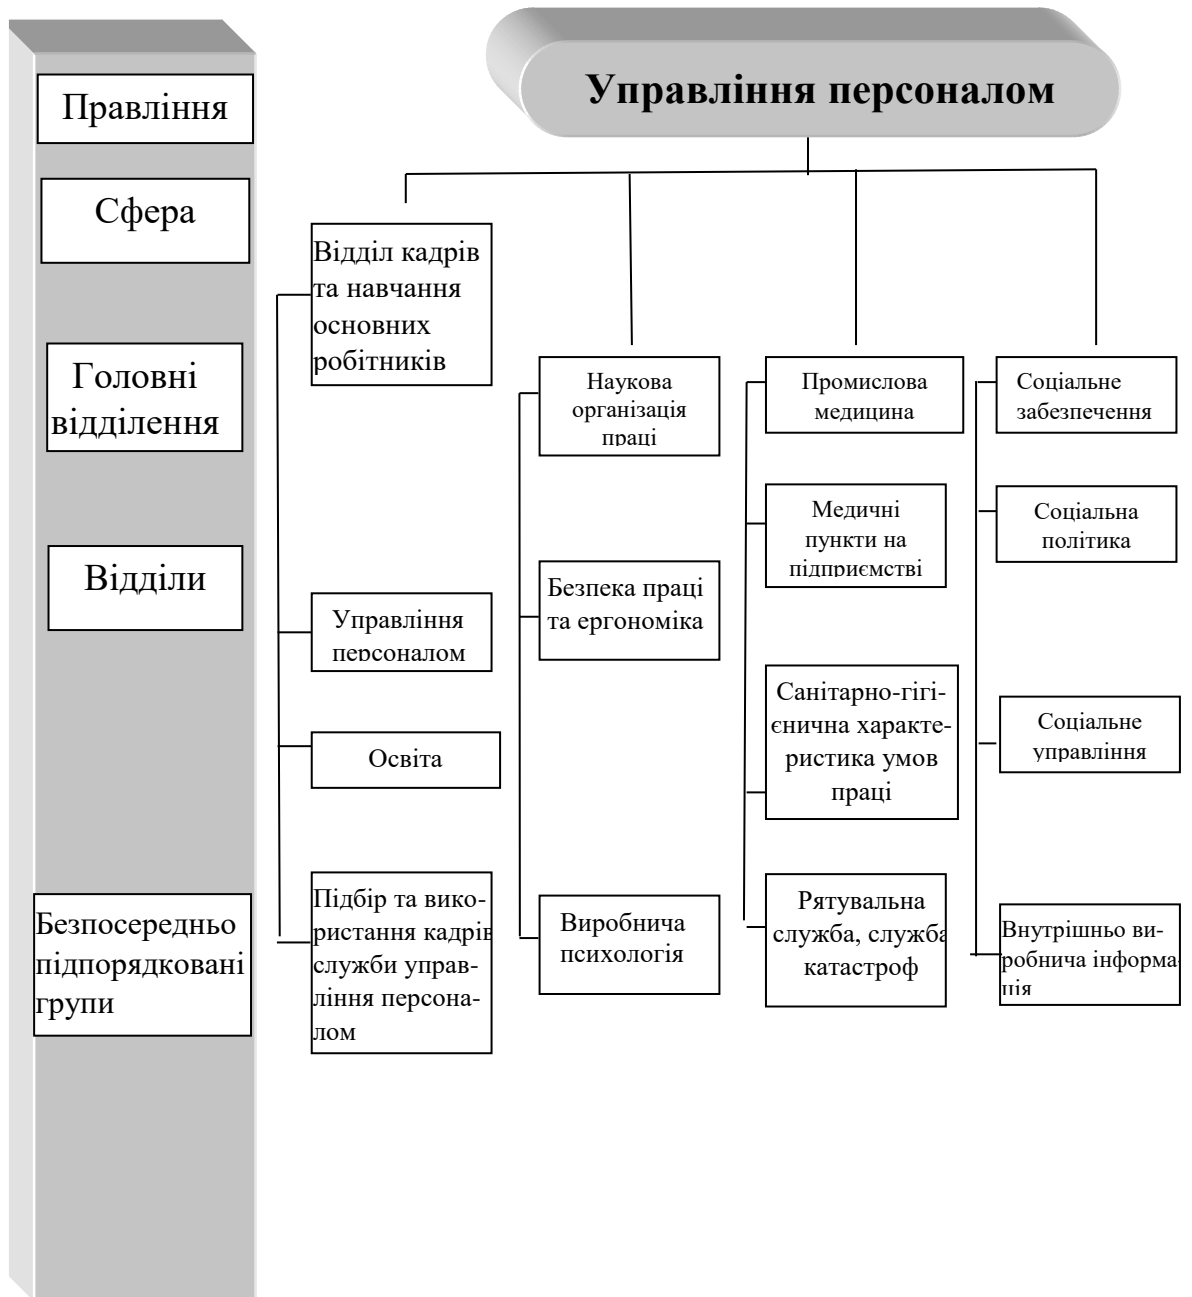 Управління персоналом
Правління
Сфера
Головні
відділення
Відділи
Безпосередньо
підпорядковані
групи
Відділ кадрів
та навчання
основних
робітників
Управління
персоналом
Освіта
Підбір та вико-
ристання кадрів
служби управ-
ління персона-
лом
Наукова
організація
праці
Безпека праці
та ергономіка
Виробнича
психологія
Промислова
медицина
Медичні
пункти на
підприємстві
Санітарно-гігі-
єнична характе-
ристика умов
праці
Рятувальна
служба, служба
катастроф
Соціальне
забезпечення
Соціальна
політика
Соціальне
управління
Внутрішньо ви-
робнича інформа-
ція